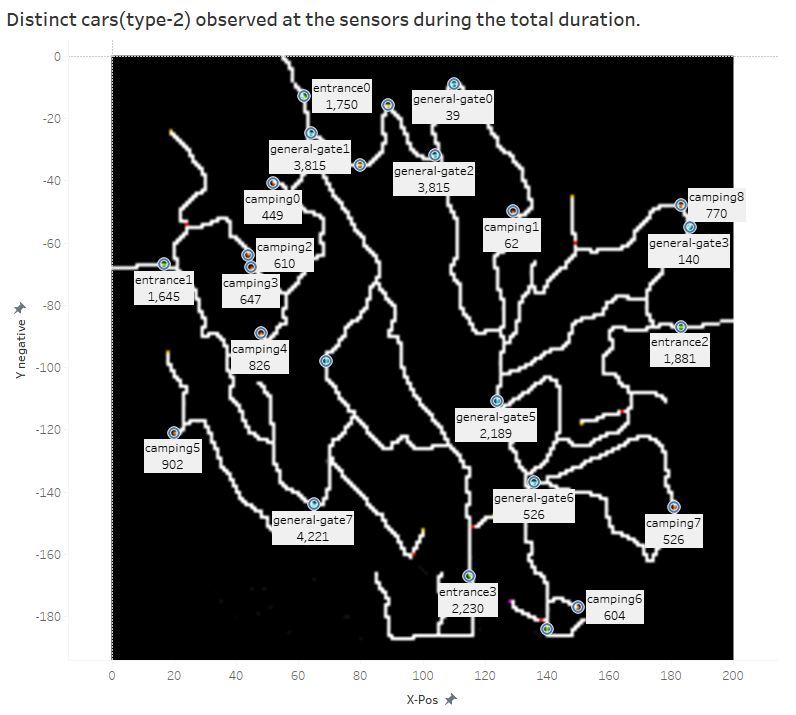 Distinct cars(type-2) observed at the sensors during the total duration.
0
-20
-40
-60
-80
-100
-120
-140
-160
-180
Y negative
entrance0
1,750
general-gate0
39
general-gate1
3,815
general-gate2
3,815
camping0
449
camping8
770
camping1
62
general-gate3
140
camping2
610
entrance1
1,645
camping3
647
entrance2
1,881
camping4
826
general-gate5
2,189
camping5
902
general-gate6
526
general-gate7
4,221
camping7
526
entrance3
2,230
camping6
604
0
20
40
60
80
100
120
140
160
180
200
X-Pos